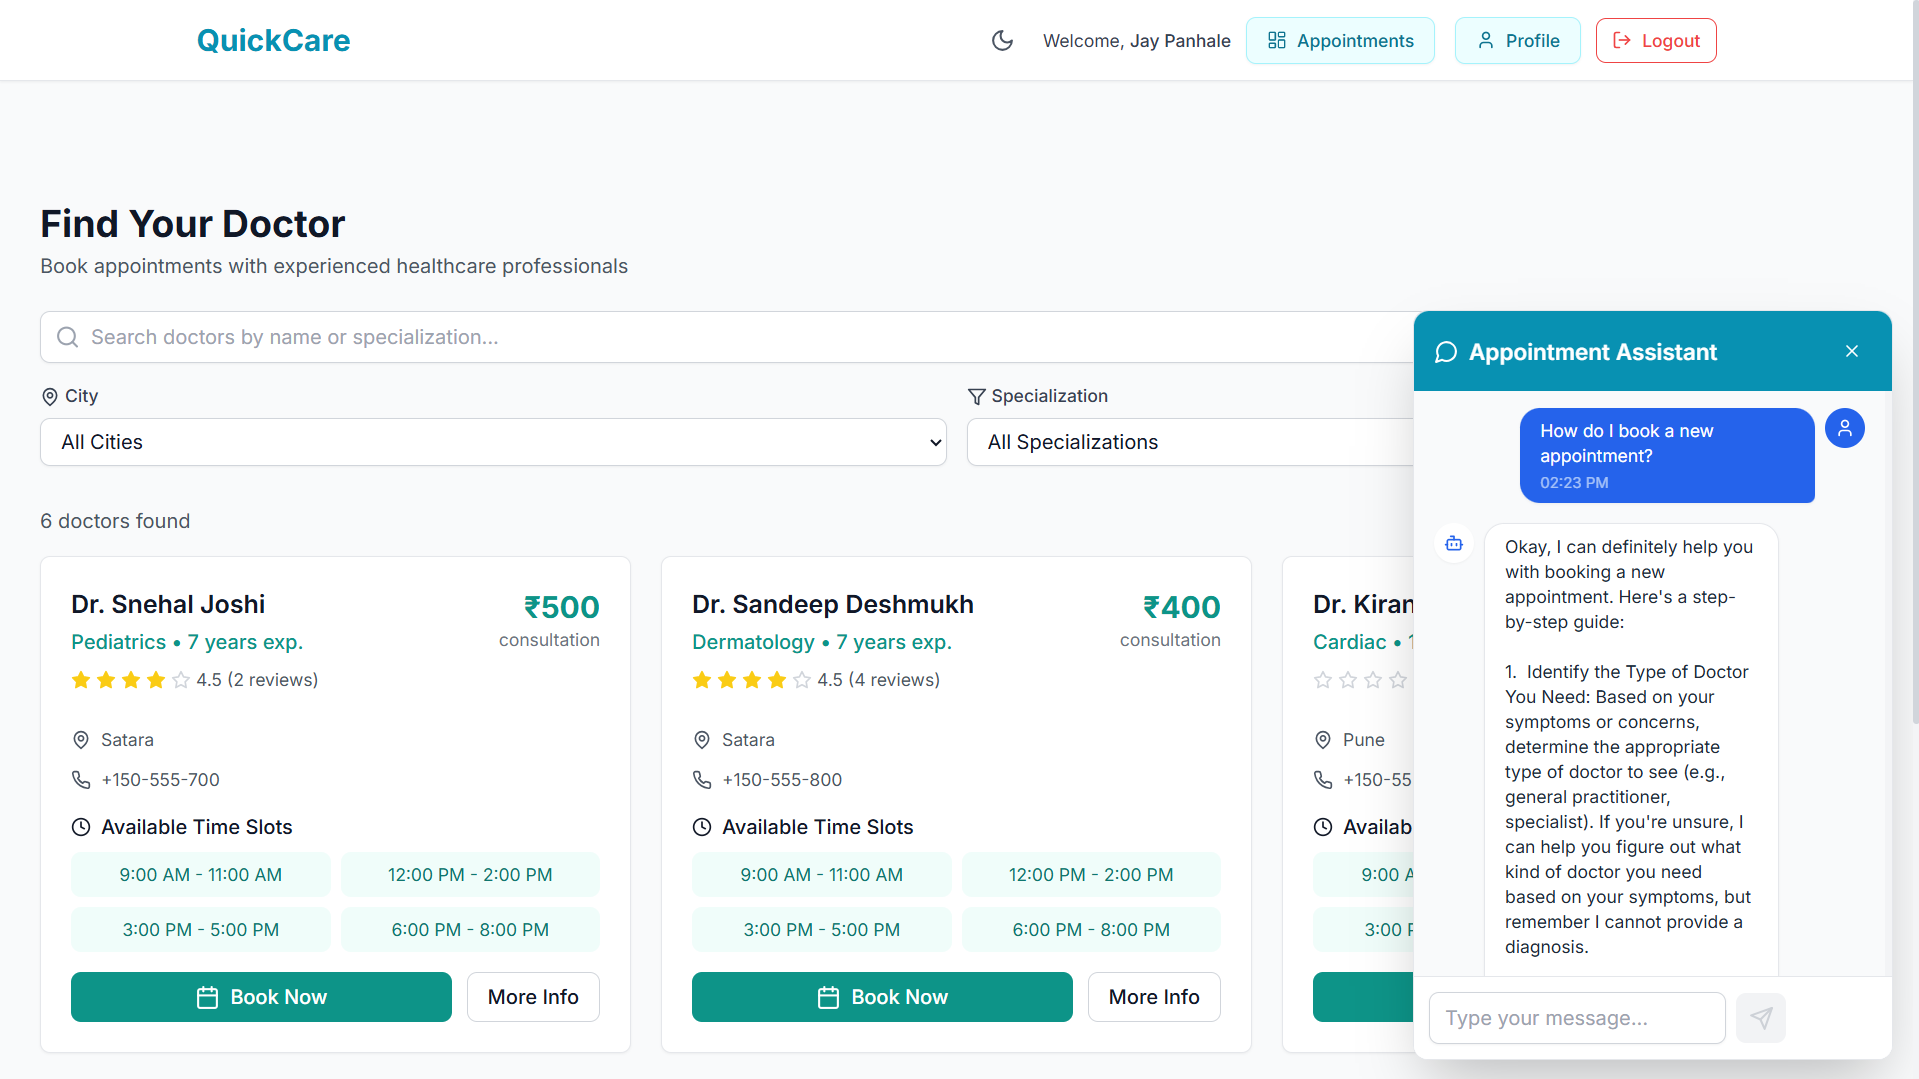 QuickCare
Welcome, Jay Panhale
Appointments
Profile
Logout
Find Your Doctor
Book appointments with experienced healthcare professionals
Search doctors by name or specialization...
City
Specialization
All Cities
All Specializations
6 doctors found
Dr. Snehal Joshi
₹500
Pediatrics • 7 years exp.
consultation
4.5 (2 reviews)
Satara
+150-555-700
Available Time Slots
9:00 AM - 11:00 AM
12:00 PM - 2:00 PM
3:00 PM - 5:00 PM
6:00 PM - 8:00 PM
Book Now
More Info
Dr. Sandeep Deshmukh
₹400
Dermatology • 7 years exp.
consultation
4.5 (4 reviews)
Satara
+150-555-800
Available Time Slots
9:00 AM - 11:00 AM
12:00 PM - 2:00 PM
3:00 PM - 5:00 PM
6:00 PM - 8:00 PM
Book Now
More Info
Dr. Kiran
Cardiac •
Pune
+150-55
Availab
9:00 A
3:00 P
Appointment Assistant
How do I book a new
appointment?
02:23 PM
Okay, I can definitely help you
with booking a new
appointment. Here's a step-
by-step guide:
1. Identify the Type of Doctor
You Need: Based on your
symptoms or concerns,
determine the appropriate
type of doctor to see (e.g.,
general practitioner,
specialist). If you're unsure, I
can help you figure out what
kind of doctor you need
based on your symptoms, but
remember I cannot provide a
diagnosis.
Type your message...